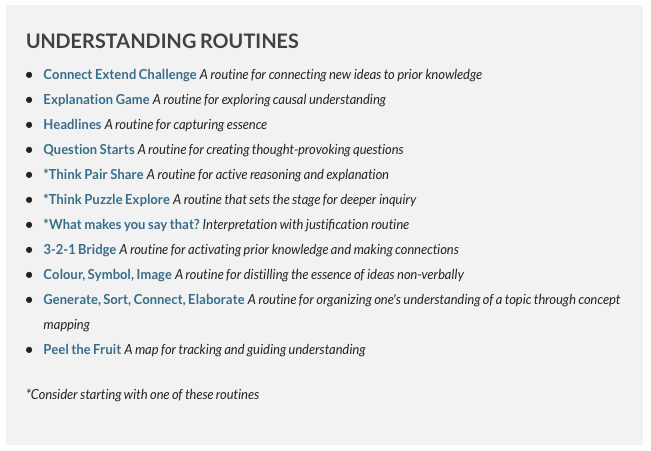 UNDERSTANDING ROUTINES
• Connect Extend Challenge A routine for connecting new ideas to prior knowledge
• Explanation Game A routine for exploring causal understanding
• Headlines A routine for capturing essence
• Question Starts A routine for creating thought-provoking questions
• *Think Pair Share A routine for active reasoning and explanation
• *Think Puzzle Explore A routine that sets the stage for deeper inquiry
• *What makes you say that? Interpretation with justification routine
• 3-2-1 Bridge A routine for activating prior knowledge and making connections
• Colour, Symbol, Image A routine for distilling the essence of ideas non-verbally
• Generate, Sort, Connect, Elaborate A routine for organizing one's understanding of a topic through concept
mapping
• Peel the Fruit A map for tracking and guiding understanding
*Consider starting with one of these routines